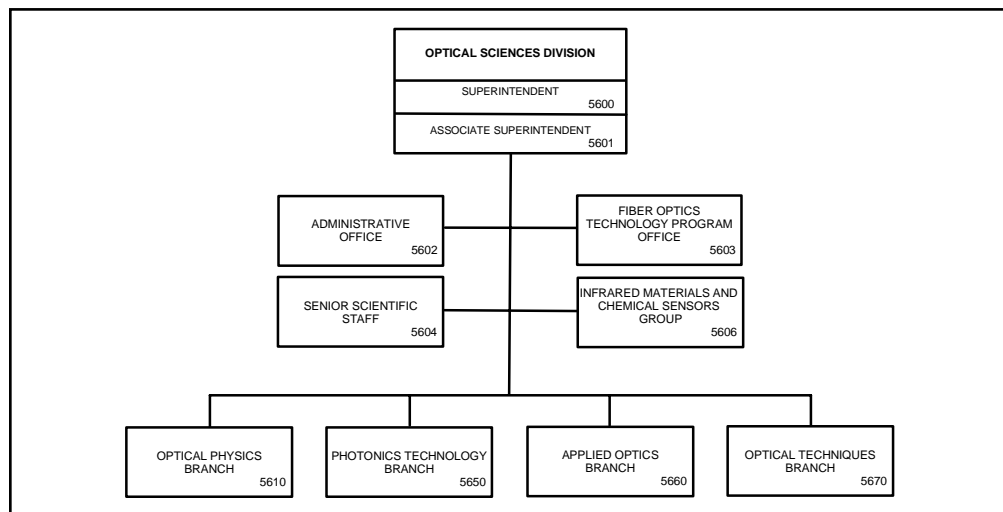 OPTICAL SCIENCES DIVISION
SUPERINTENDENT
5600
ASSOCIATE SUPERINTENDENT
5601
ADMINISTRATIVE
OFFICE
5602
FIBER OPTICS
TECHNOLOGY PROGRAM
OFFICE
5603
SENIOR SCIENTIFIC
STAFF
5604
INFRARED MATERIALS AND
CHEMICAL SENSORS
GROUP
5606
OPTICAL PHYSICS
BRANCH
5610
PHOTONICS TECHNOLOGY
BRANCH
5650
APPLIED OPTICS
BRANCH
5660
OPTICAL TECHNIQUES
BRANCH
5670